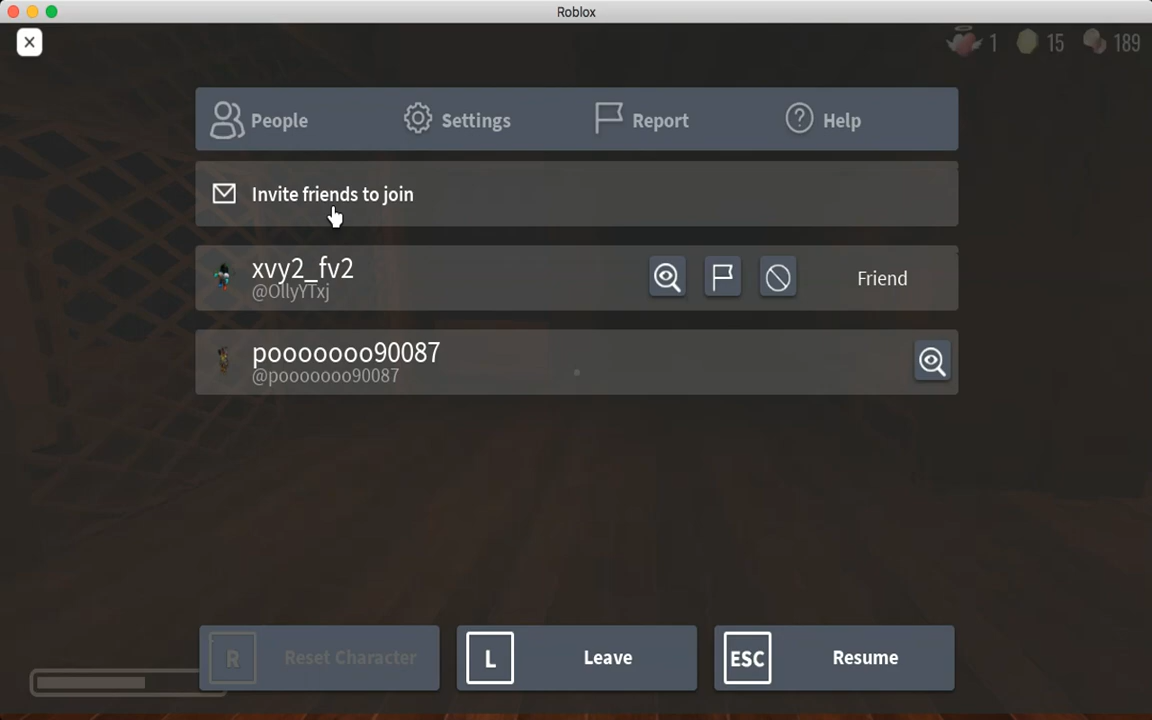 Roblox
1 15 189
People Settings Report Help
Invite friends to join
xvy2_fv2
@OllyYTxj
Friend
pooooooo90087
@pooooooo90087
R Reset Character L Leave ESC Resume